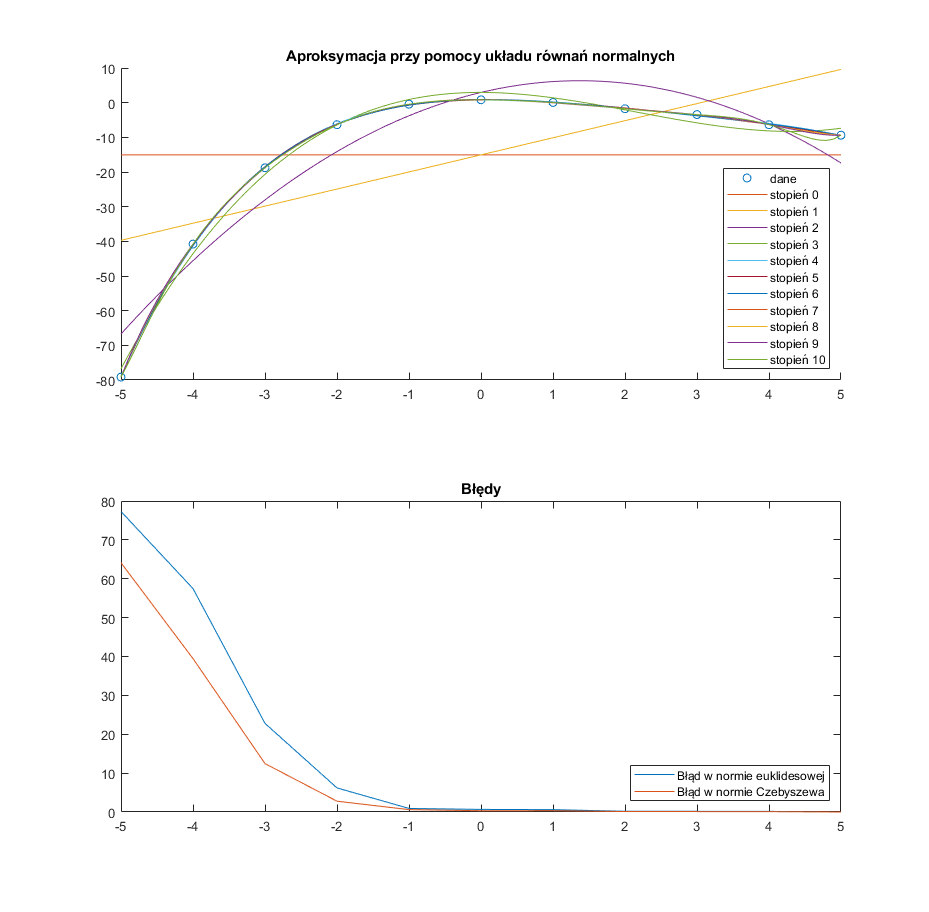 Aproksymacja przy pomocy układu równań normalnych
10
0
-10
-20
-30
-40
-50
-60
-70
-80
-5 -4 -3 -2 -1 0 1 2 3 4 5
dane
stopień 0
stopień 1
stopień 2
stopień 3
stopień 4
stopień 5
stopień 6
stopień 7
stopień 8
stopień 9
stopień 10
Błędy
80
70
60
50
40
30
20
10
0
-5 -4 -3 -2 -1 0 1 2 3 4 5
Błąd w normie euklidesowej
Błąd w normie Czebyszewa